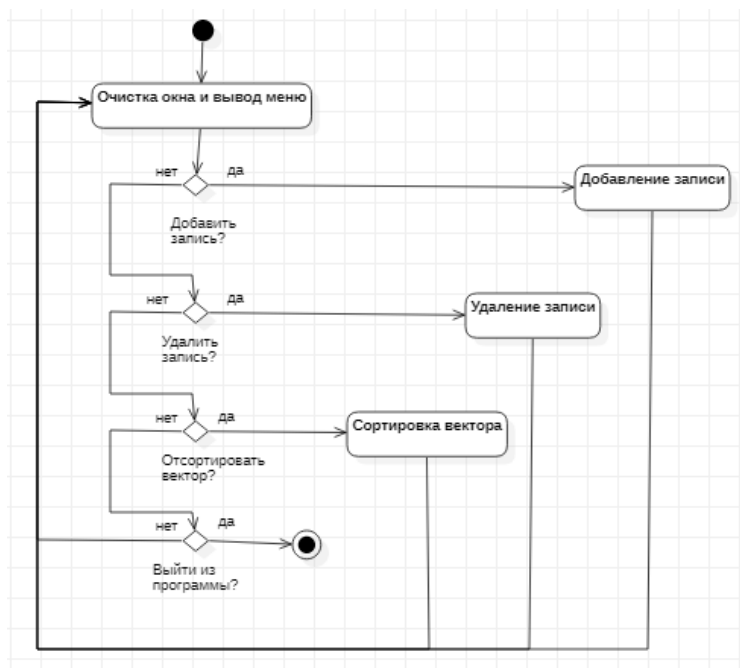 Очистка окна и вывод меню
нет
да
Добавление записи
Добавить
запись?
нет
да
Удаление записи
Удалить
запись?
нет
да
Сортировка вектора
Отсортировать
вектор?
нет
да
Выйти из
программы?